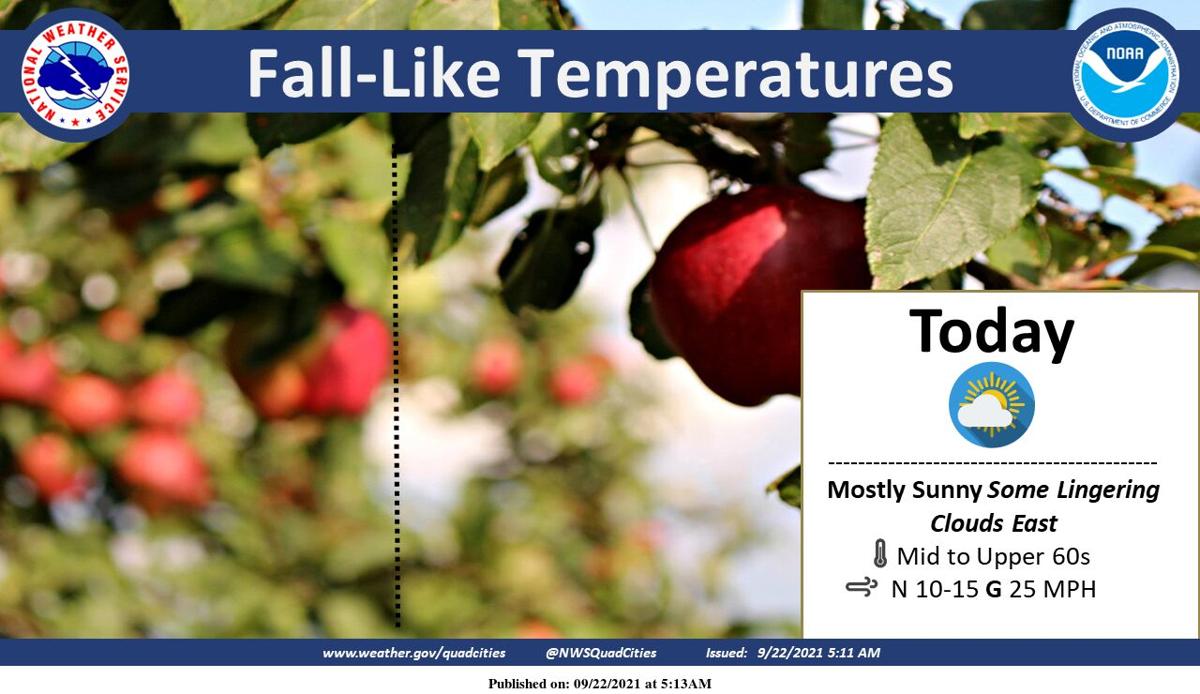 NATIONAL WEATHER SERVICE
Fall-Like Temperatures
NATIONAL OCEANIC AND ATMOSPHERIC ADMINISTRATION
NOAA
U.S. DEPARTMENT OF COMMERCE
Today
Mostly Sunny Some Lingering
Clouds East
Mid to Upper 60s
N 10-15 G 25 MPH
www.weather.gov/quadcities @NWSQuadCities Issued: 9/22/2021 5:11 AM
Published on: 09/22/2021 at 5:13AM